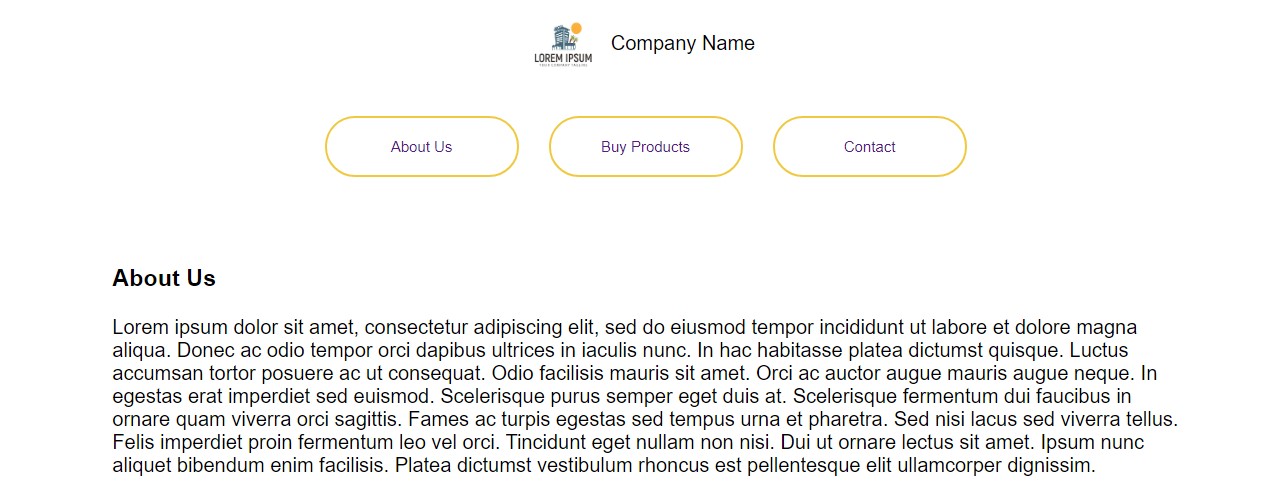 LOREM IPSUM
YOUR COMPANY TAGLINE
Company Name
About Us
Buy Products
Contact
About Us
Lorem ipsum dolor sit amet, consectetur adipiscing elit, sed do eiusmod tempor incididunt ut labore et dolore magna
aliqua. Donec ac odio tempor orci dapibus ultrices in iaculis nunc. In hac habitasse platea dictumst quisque. Luctus
accumsan tortor posuere ac ut consequat. Odio facilisis mauris sit amet. Orci ac auctor augue mauris augue neque. In
egestas erat imperdiet sed euismod. Scelerisque purus semper eget duis at. Scelerisque fermentum dui faucibus in
ornare quam viverra orci sagittis. Fames ac turpis egestas sed tempus urna et pharetra. Sed nisi lacus sed viverra tellus.
Felis imperdiet proin fermentum leo vel orci. Tincidunt eget nullam non nisi. Dui ut ornare lectus sit amet. Ipsum nunc
aliquet bibendum enim facilisis. Platea dictumst vestibulum rhoncus est pellentesque elit ullamcorper dignissim.